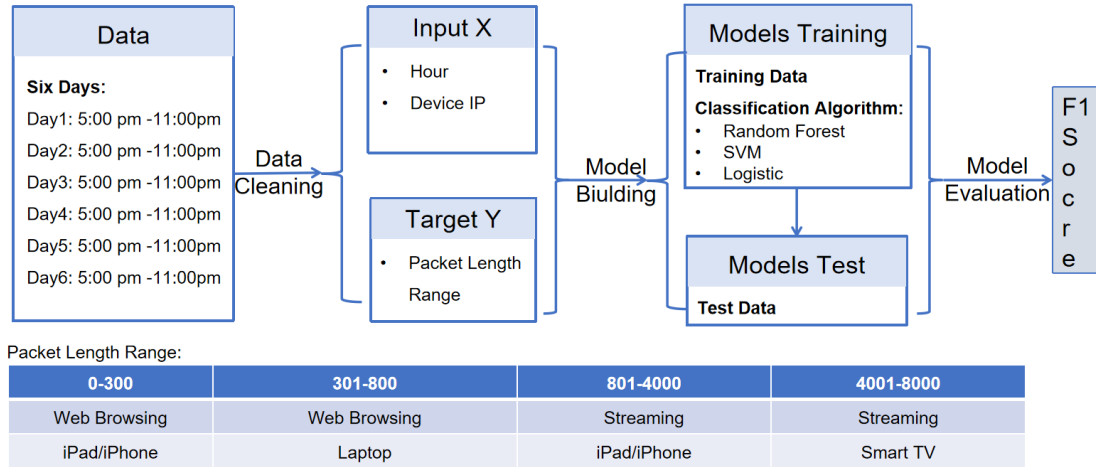 Data
Six Days:
Day1: 5:00 pm -11:00pm
Day2: 5:00 pm -11:00pm
Day3: 5:00 pm -11:00pm
Day4: 5:00 pm -11:00pm
Day5: 5:00 pm -11:00pm
Day6: 5:00 pm -11:00pm
Data
Cleaning
Input X
• Hour
• Device IP
Target Y
• Packet Length
Range
Model
Biulding
Models Training
Training Data
Classification Algorithm:
• Random Forest
• SVM
• Logistic
Models Test
Test Data
Model
Evaluation
F1
S
o
c
r
e
Packet Length Range:
0-300 301-800 801-4000 4001-8000
Web Browsing Web Browsing Streaming Streaming
iPad/iPhone Laptop iPad/iPhone Smart TV